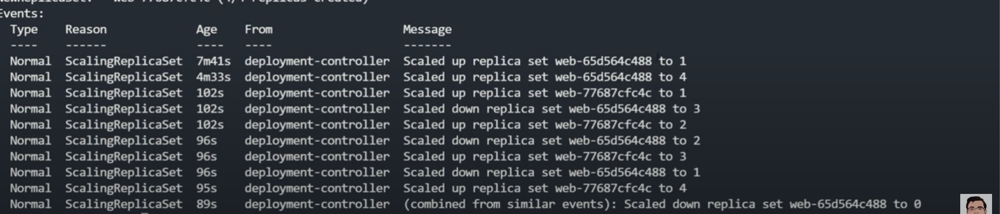 NewReplicaSet: web-77687cfc4c (4/4 replicas created)
Events:
Type Reason Age From Message
---- ------ ---- ---- -------
Normal ScalingReplicaSet 7m41s deployment-controller Scaled up replica set web-65d564c488 to 1
Normal ScalingReplicaSet 4m33s deployment-controller Scaled up replica set web-65d564c488 to 4
Normal ScalingReplicaSet 102s deployment-controller Scaled up replica set web-77687cfc4c to 1
Normal ScalingReplicaSet 102s deployment-controller Scaled down replica set web-65d564c488 to 3
Normal ScalingReplicaSet 102s deployment-controller Scaled up replica set web-77687cfc4c to 2
Normal ScalingReplicaSet 96s deployment-controller Scaled down replica set web-65d564c488 to 2
Normal ScalingReplicaSet 96s deployment-controller Scaled up replica set web-77687cfc4c to 3
Normal ScalingReplicaSet 96s deployment-controller Scaled down replica set web-65d564c488 to 1
Normal ScalingReplicaSet 95s deployment-controller Scaled up replica set web-77687cfc4c to 4
Normal ScalingReplicaSet 89s deployment-controller (combined from similar events): Scaled down replica set web-65d564c488 to 0